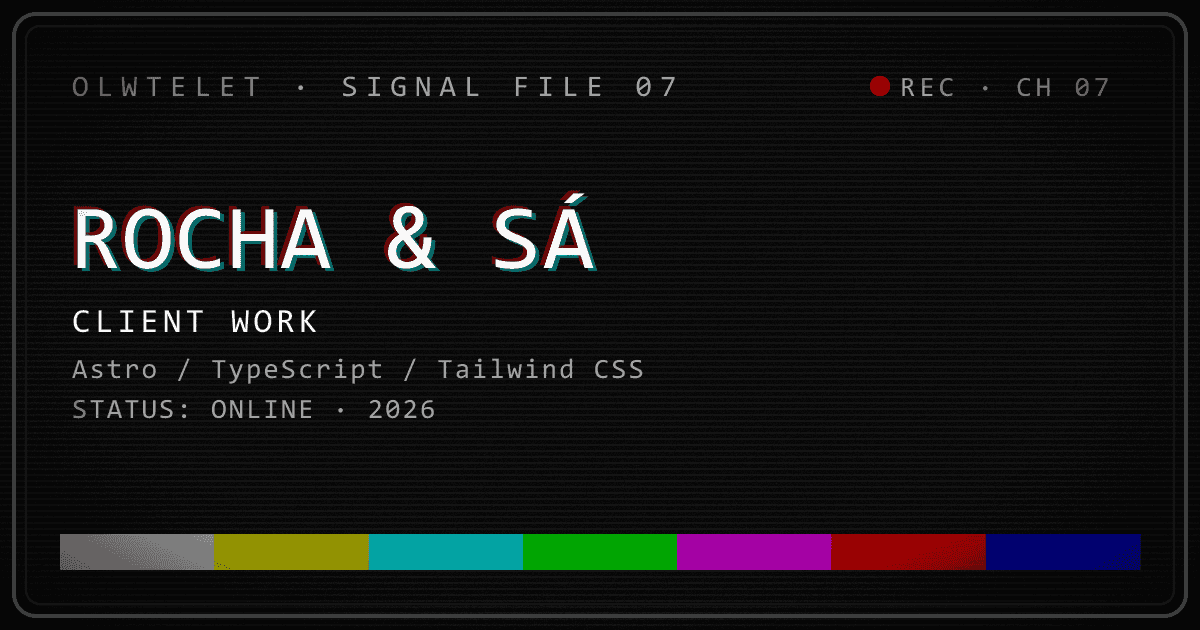 OLWTELET · SIGNAL FILE 07
REC · CH 07
ROCHA & SÁ
CLIENT WORK
Astro / TypeScript / Tailwind CSS
STATUS: ONLINE · 2026